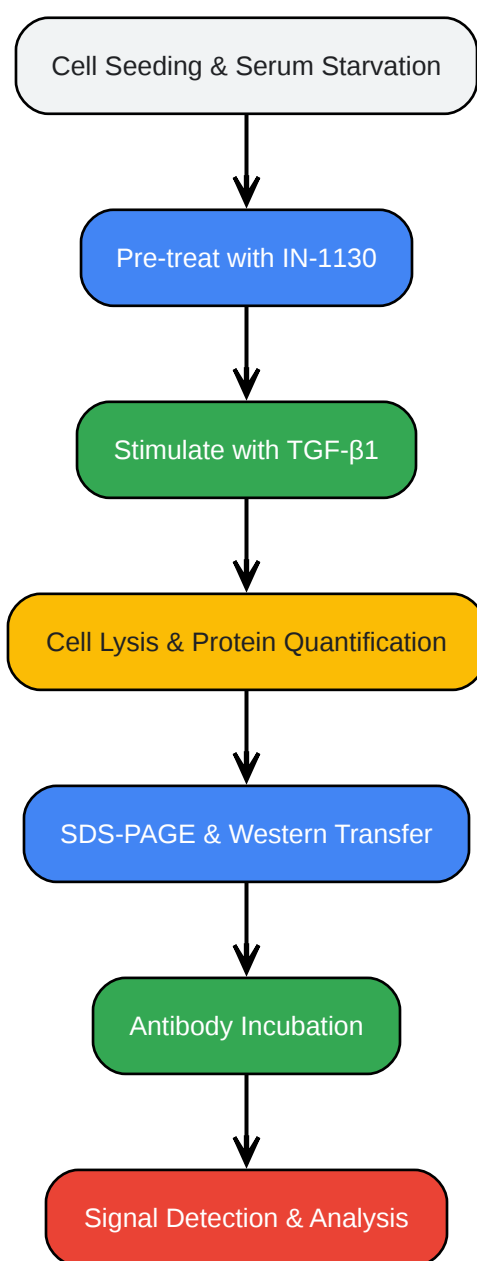 Cell Seeding & Serum Starvation
Pre-treat with IN-1130
Stimulate with TGF-β1
Cell Lysis & Protein Quantification
SDS-PAGE & Western Transfer
Antibody Incubation
Signal Detection & Analysis